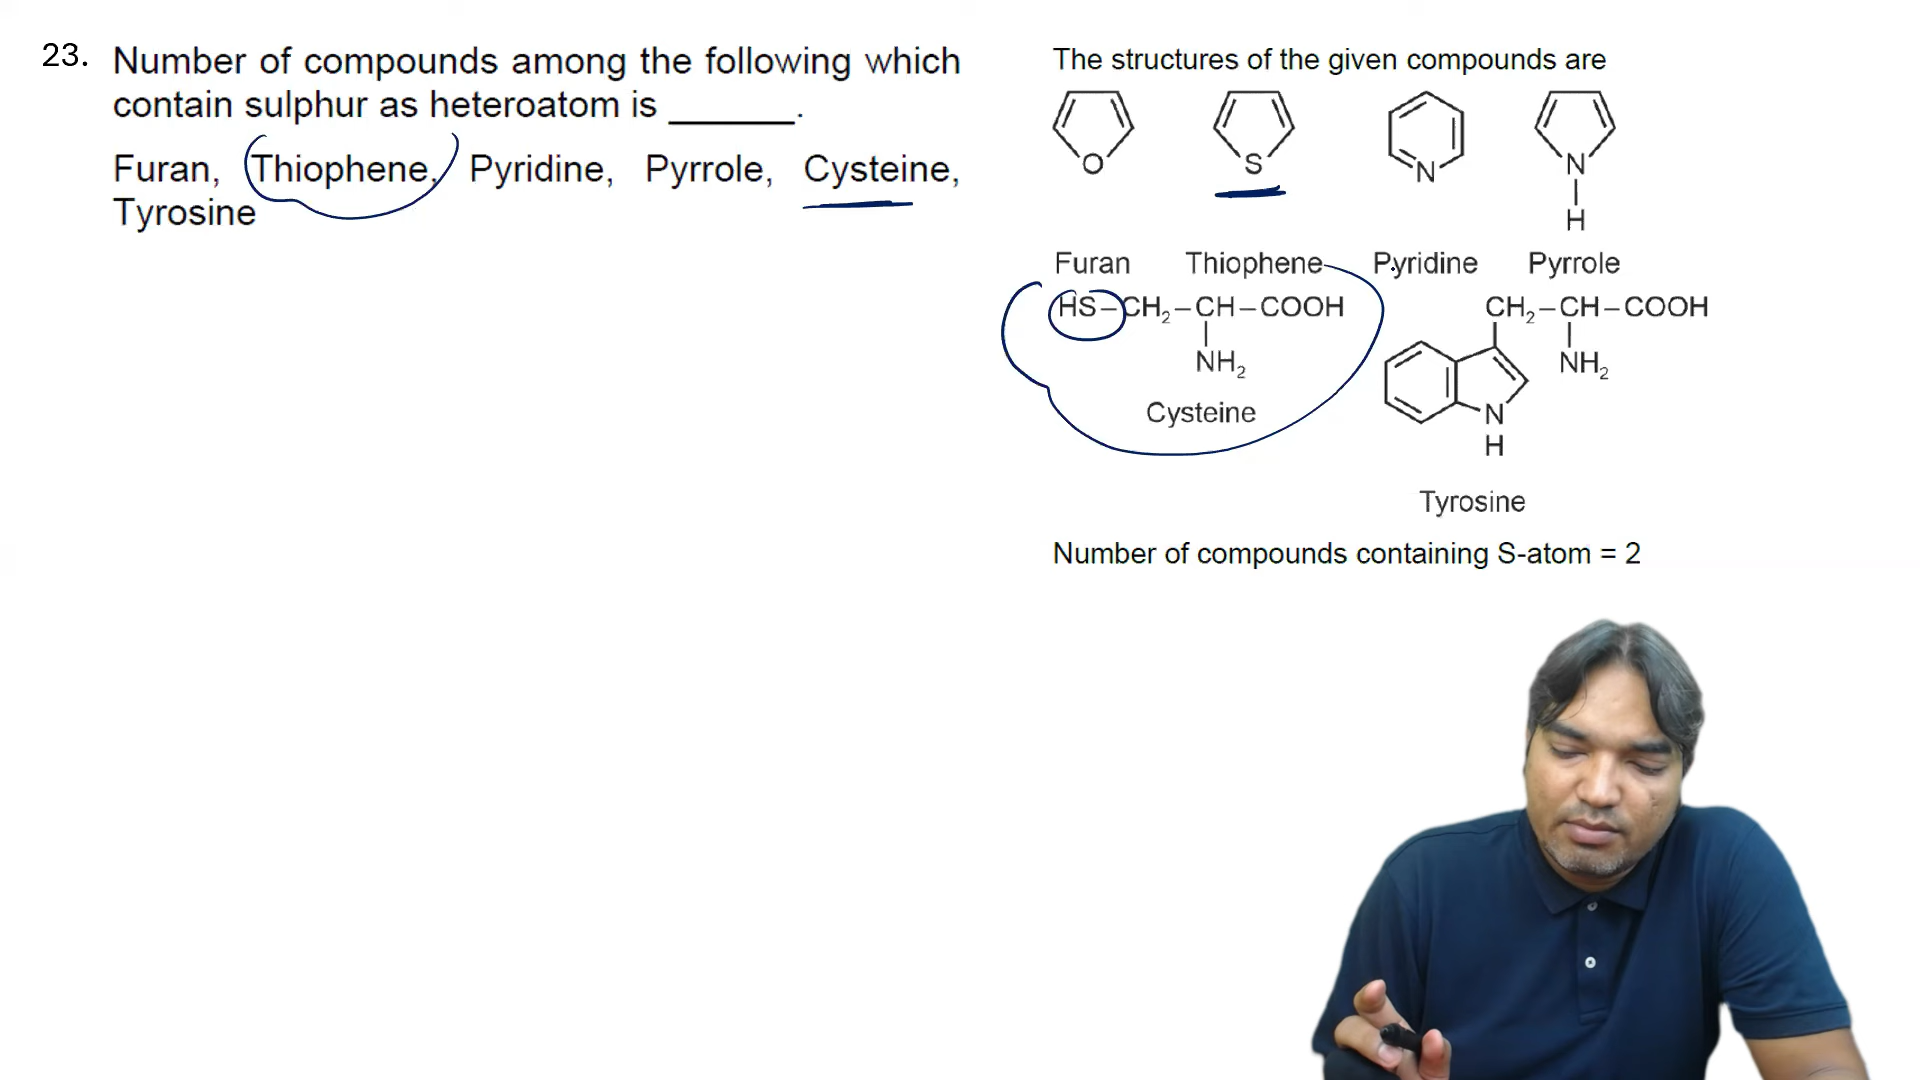 23. Number of compounds among the following which
contain sulphur as heteroatom is ______.
Furan, Thiophene, Pyridine, Pyrrole, Cysteine,
Tyrosine
The structures of the given compounds are
O
S
N
N
H
Furan Thiophene Pyridine Pyrrole
HS–CH₂–CH–COOH
NH₂
Cysteine
CH₂–CH–COOH
NH₂
N
H
Tyrosine
Number of compounds containing S-atom = 2